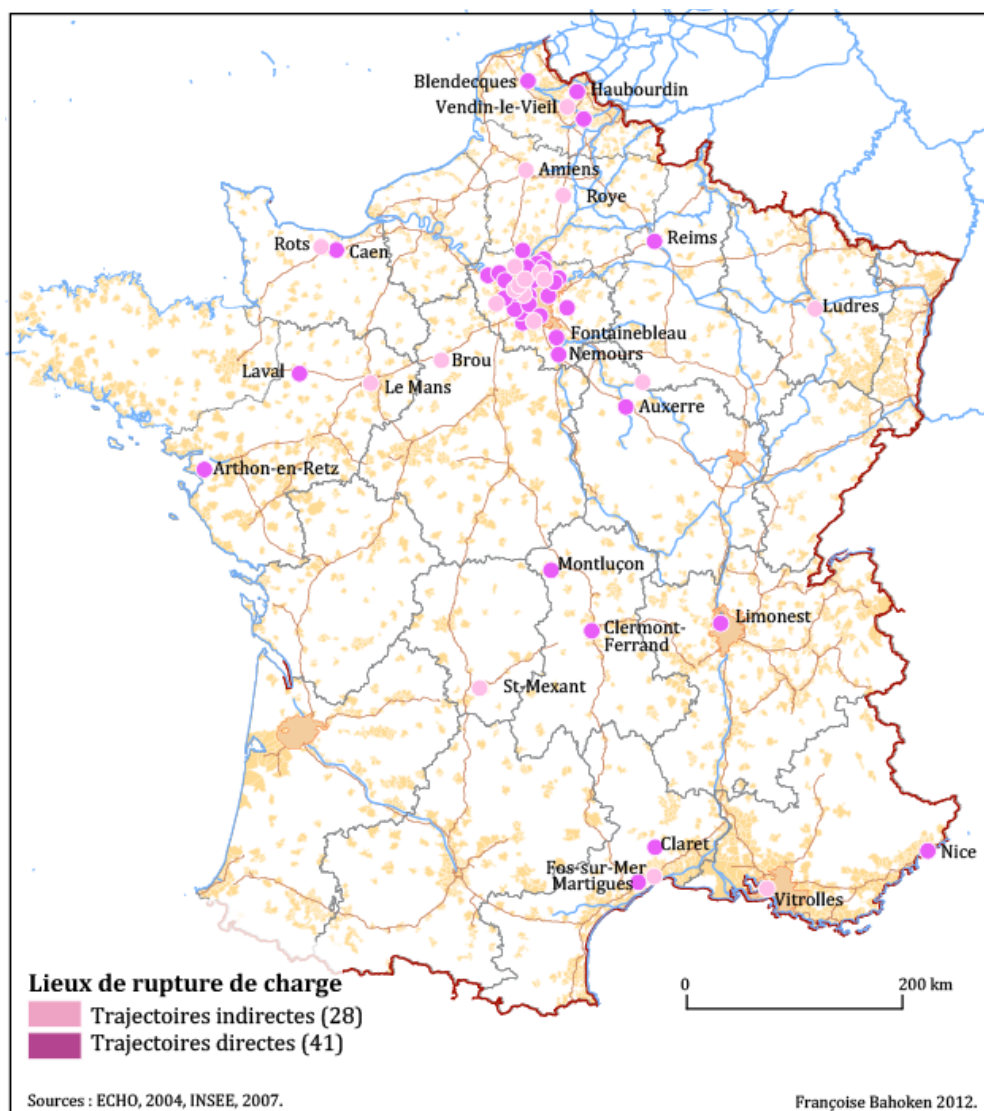 Blendecques
Haubourdin
Vendin-le-Vieil
Amiens
Roye
Rots
Caen
Reims
Ludres
Fontainebleau
Nemours
Brou
Laval
Le Mans
Auxerre
Arthon-en-Retz
Montluçon
Limonest
Clermont-
Ferrand
St-Mexant
Claret
Nice
Fos-sur-Mer
Martigues
Vitrolles
Lieux de rupture de charge
Trajectoires indirectes (28)
Trajectoires directes (41)
0 200 km
Sources : ECHO, 2004, INSEE, 2007.
Françoise Bahoken 2012.